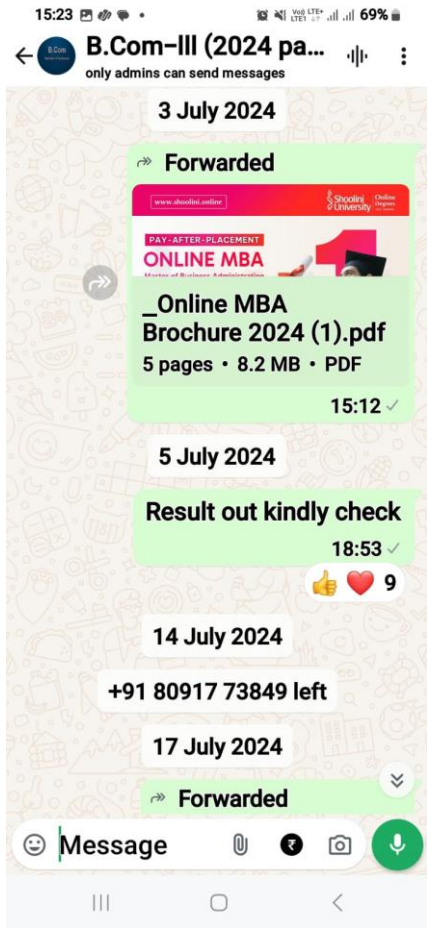 15:23 69%
B.Com-III (2024 pa...
only admins can send messages
3 July 2024
Forwarded
www.shoolini.online
Shoolini University
Online Degrees
PAY-AFTER-PLACEMENT
ONLINE MBA
Master of Business Administration
_Online MBA
Brochure 2024 (1).pdf
5 pages • 8.2 MB • PDF
15:12
5 July 2024
Result out kindly check
18:53
9
14 July 2024
+91 80917 73849 left
17 July 2024
Forwarded
Message